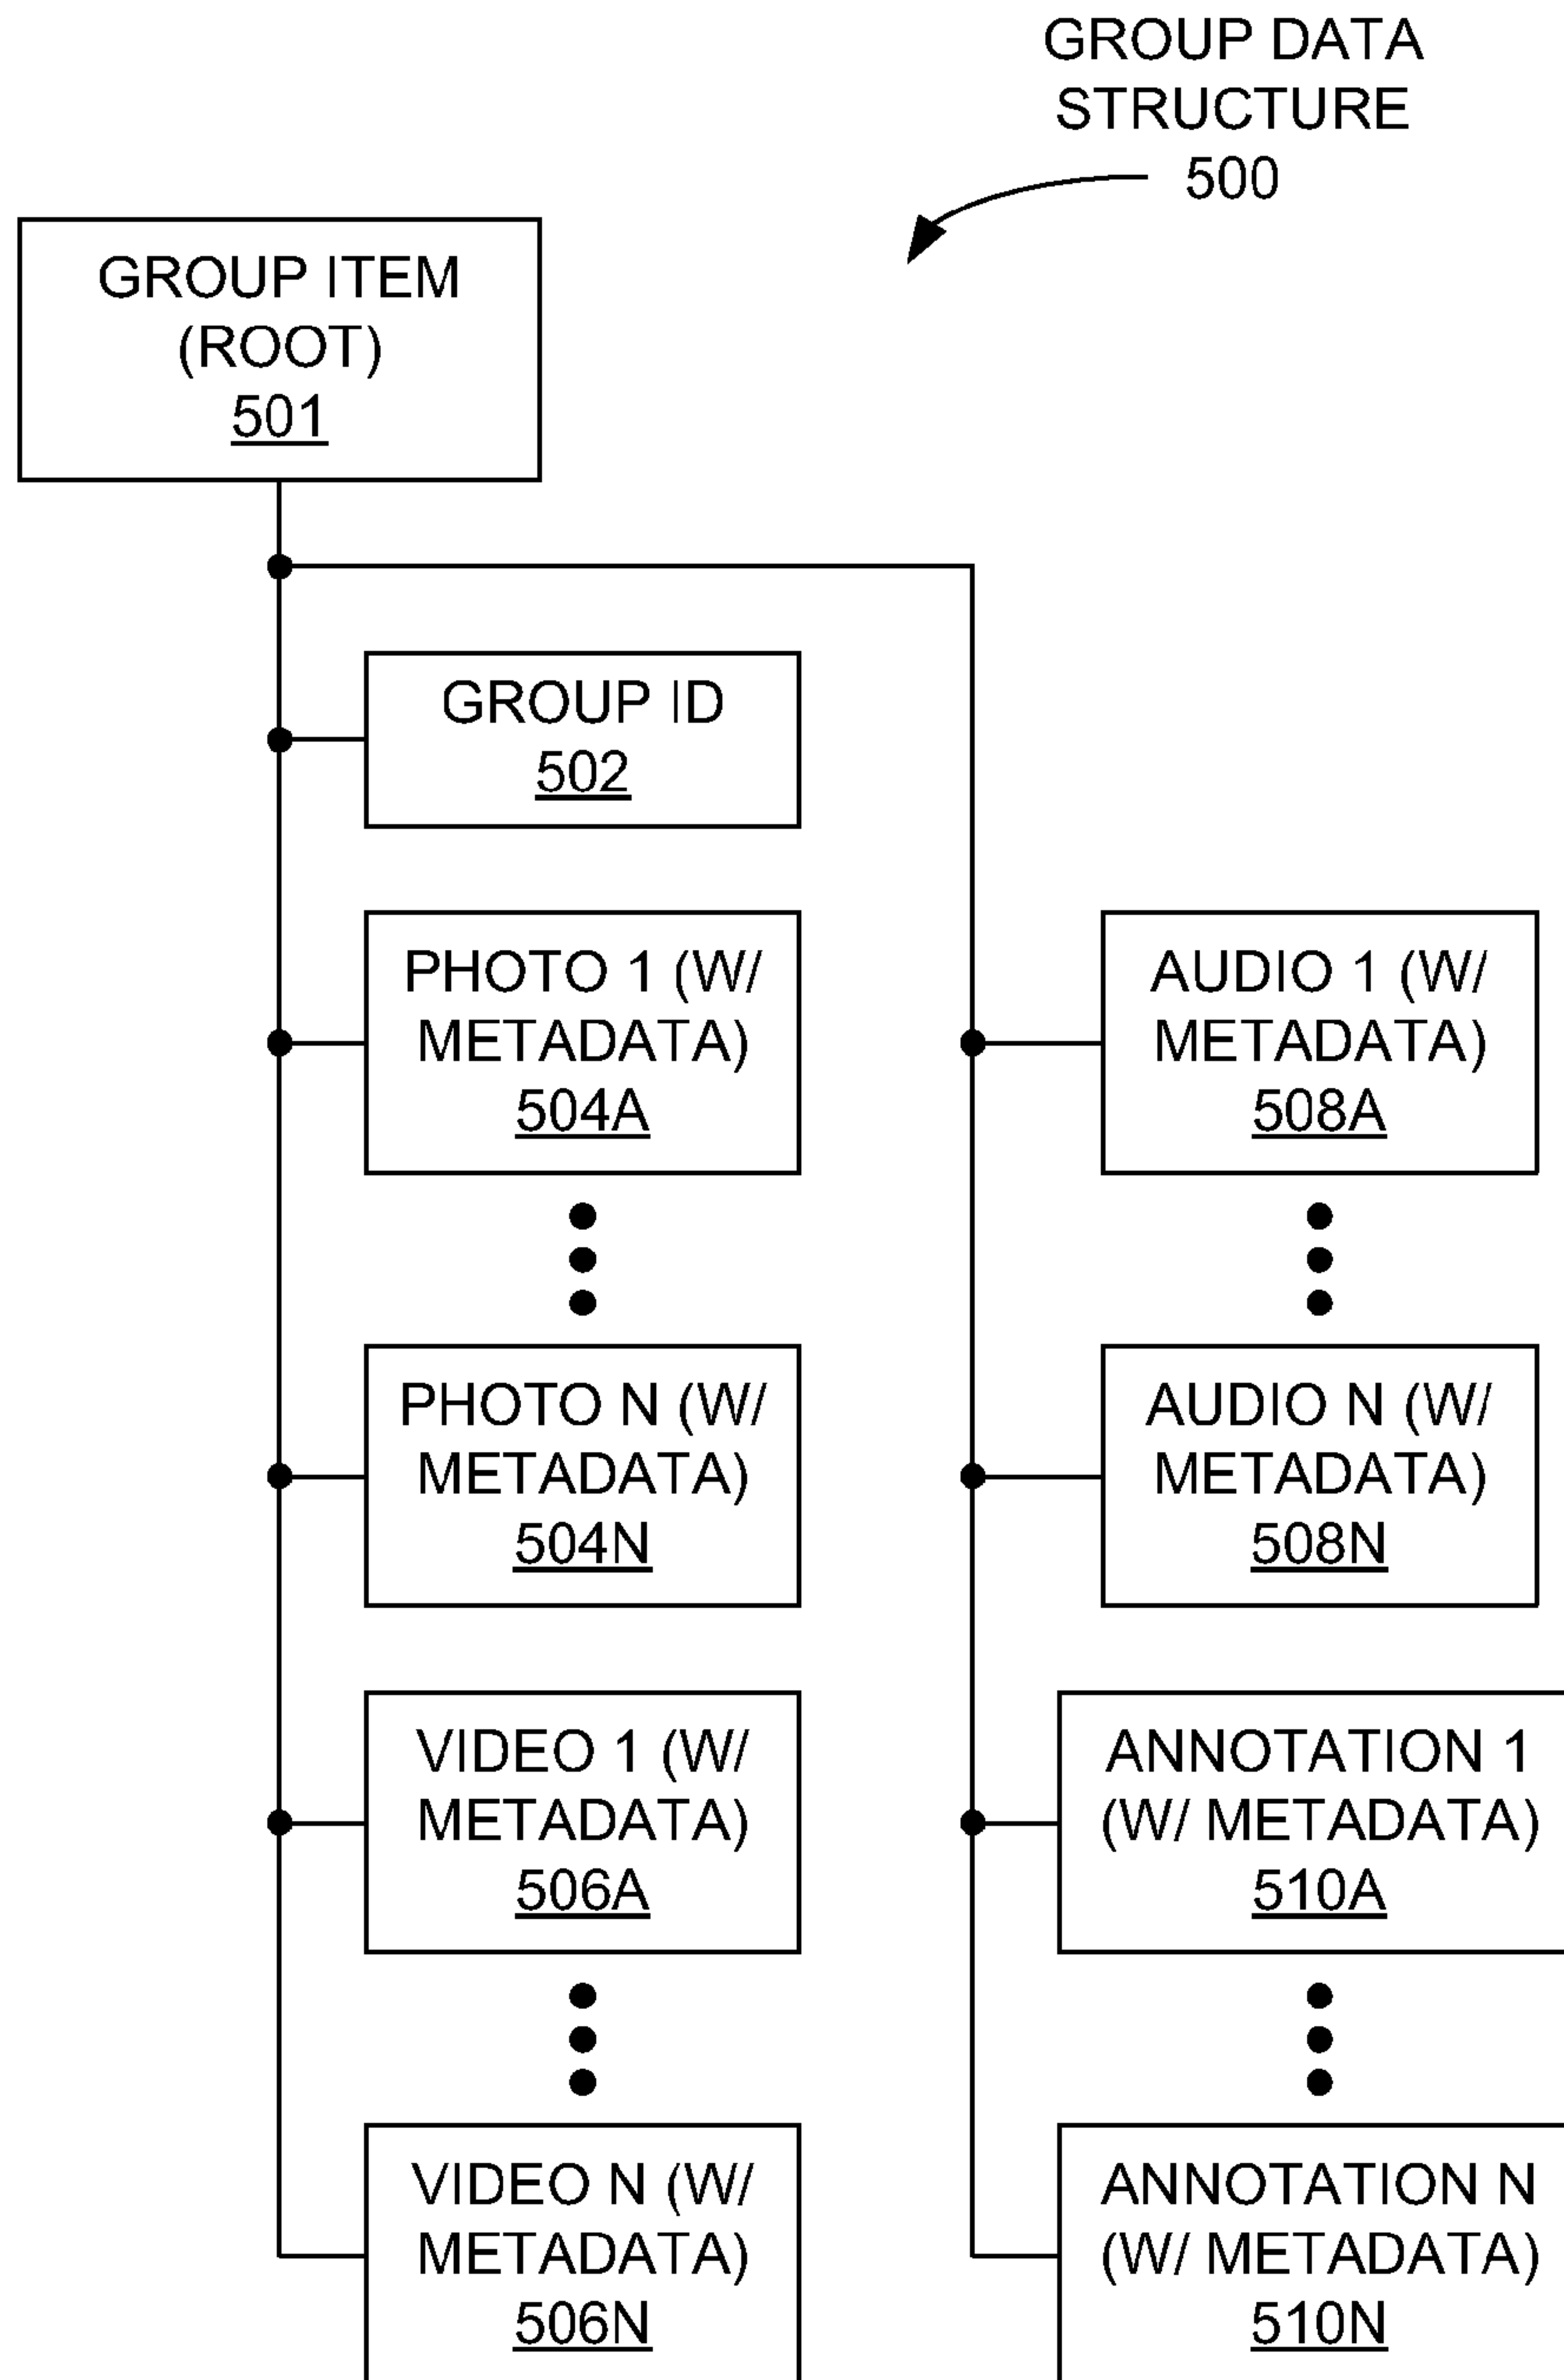 GROUP DATA
STRUCTURE
500
GROUP ITEM
(ROOT)
501
GROUP ID
502
PHOTO 1 (W/
METADATA)
504A
PHOTO N (W/
METADATA)
504N
VIDEO 1 (W/
METADATA)
506A
VIDEO N (W/
METADATA)
506N
AUDIO 1 (W/
METADATA)
508A
AUDIO N (W/
METADATA)
508N
ANNOTATION 1
(W/ METADATA)
510A
ANNOTATION N
(W/ METADATA)
510N